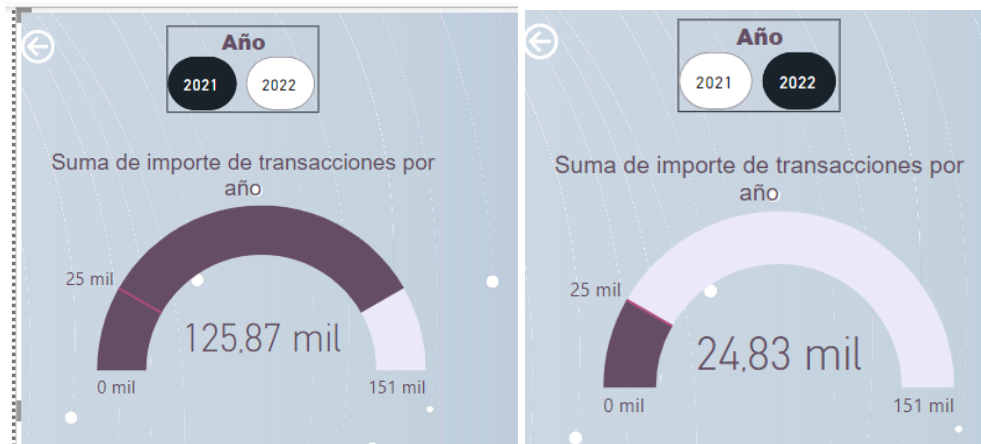 Año
2021 2022
Suma de importe de transacciones por
año
25 mil
125,87 mil
0 mil 151 mil
Año
2021 2022
Suma de importe de transacciones por
año
25 mil
24,83 mil
0 mil 151 mil